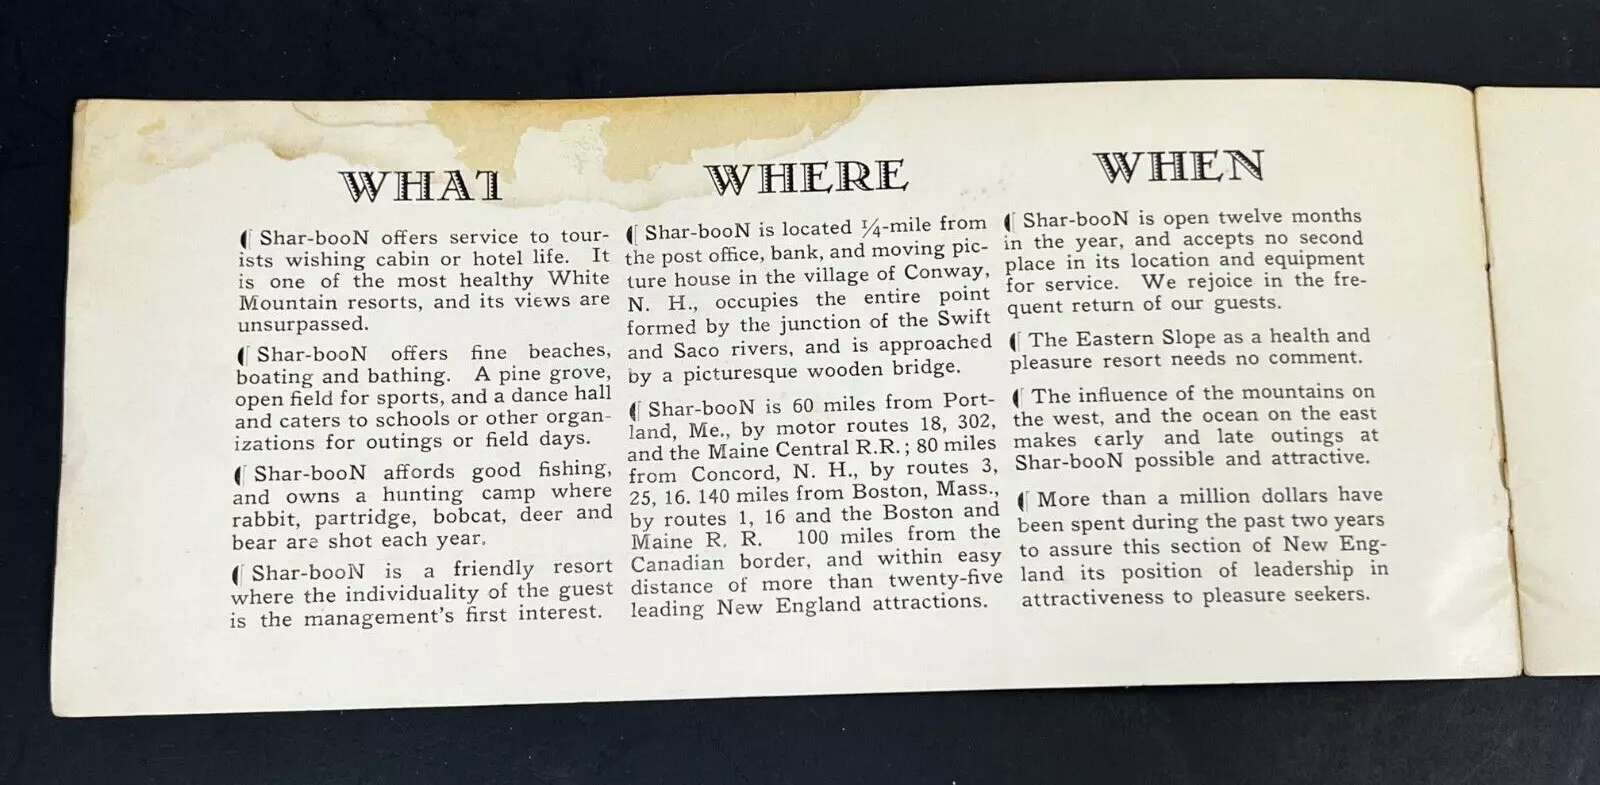 WHAT
Shar-booN offers service to tour-
ists wishing cabin or hotel life. It
is one of the most healthy White
Mountain resorts, and its views are
unsurpassed.
Shar-booN offers fine beaches,
boating and bathing. A pine grove,
open field for sports, and a dance hall
and caters to schools or other organ-
izations for outings or field days.
Shar-booN affords good fishing,
and owns a hunting camp where
rabbit, partridge, bobcat, deer and
bear are shot each year.
Shar-booN is a friendly resort
where the individuality of the guest
is the management's first interest.
WHERE
Shar-booN is located 1/4-mile from
the post office, bank, and moving pic-
ture house in the village of Conway,
N. H., occupies the entire point
formed by the junction of the Swift
and Saco rivers, and is approached
by a picturesque wooden bridge.
Shar-booN is 60 miles from Port-
land, Me., by motor routes 18, 302,
and the Maine Central R.R.; 80 miles
from Concord, N. H., by routes 3,
25, 16. 140 miles from Boston, Mass.,
by routes 1, 16 and the Boston and
Maine R. R. 100 miles from the
Canadian border, and within easy
distance of more than twenty-five
leading New England attractions.
WHEN
Shar-booN is open twelve months
in the year, and accepts no second
place in its location and equipment
for service. We rejoice in the fre-
quent return of our guests.
The Eastern Slope as a health and
pleasure resort needs no comment.
The influence of the mountains on
the west, and the ocean on the east
makes early and late outings at
Shar-booN possible and attractive.
More than a million dollars have
been spent during the past two years
to assure this section of New Eng-
land its position of leadership in
attractiveness to pleasure seekers.